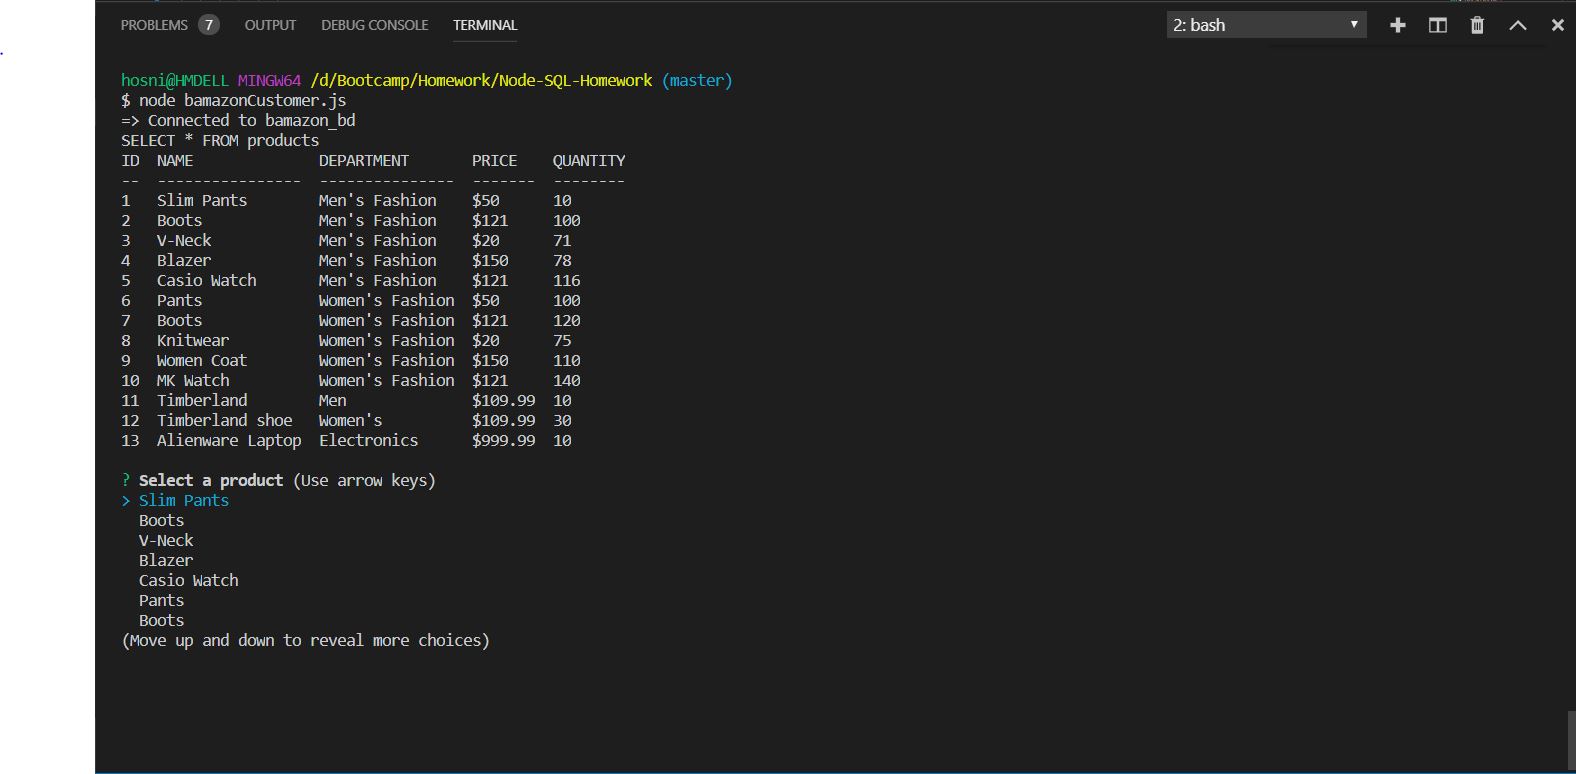 PROBLEMS 7 OUTPUT DEBUG CONSOLE TERMINAL 2: bash
hosni@HMDELL MINGW64 /d/Bootcamp/Homework/Node-SQL-Homework (master)
$ node bamazonCustomer.js
=> Connected to bamazon_bd
SELECT * FROM products
ID  NAME              DEPARTMENT       PRICE    QUANTITY
--  ----------------  ---------------  -------  --------
1   Slim Pants        Men's Fashion    $50      10
2   Boots             Men's Fashion    $121     100
3   V-Neck            Men's Fashion    $20      71
4   Blazer            Men's Fashion    $150     78
5   Casio Watch       Men's Fashion    $121     116
6   Pants             Women's Fashion  $50      100
7   Boots             Women's Fashion  $121     120
8   Knitwear          Women's Fashion  $20      75
9   Women Coat        Women's Fashion  $150     110
10  MK Watch          Women's Fashion  $121     140
11  Timberland        Men              $109.99  10
12  Timberland shoe   Women's          $109.99  30
13  Alienware Laptop  Electronics      $999.99  10
? Select a product (Use arrow keys)
> Slim Pants
Boots
V-Neck
Blazer
Casio Watch
Pants
Boots
(Move up and down to reveal more choices)